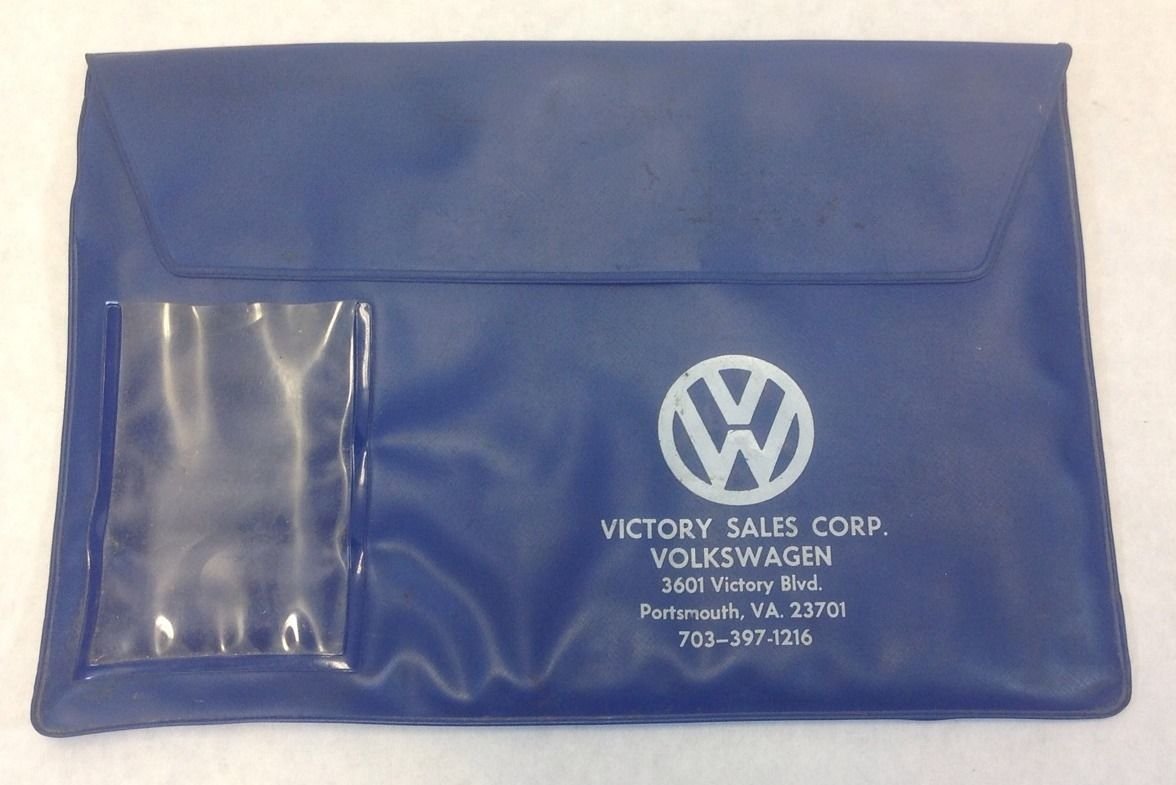 VW
VICTORY SALES CORP.
VOLKSWAGEN
3601 Victory Blvd.
Portsmouth, VA. 23701
703-397-1216